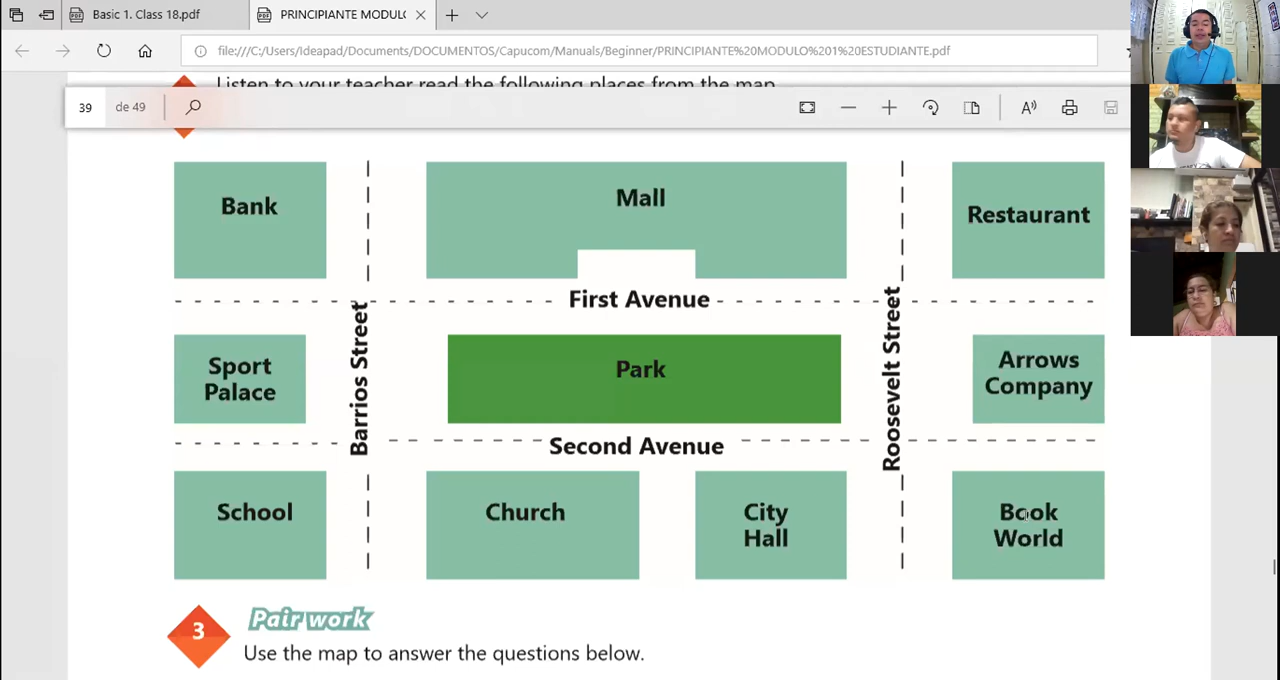 Basic 1. Class 18.pdf
PRINCIPIANTE MODULO
file:///C:/Users/Ideapad/Documents/DOCUMENTOS/Capucom/Manuals/Beginner/PRINCIPIANTE%20MODULO%201%20ESTUDIANTE.pdf
Listen to your teacher read the following places from the map
39 de 49
Bank
Mall
Restaurant
First Avenue
Barrios Street
Roosevelt Street
Sport
Palace
Park
Arrows
Company
Second Avenue
School
Church
City
Hall
Book
World
3
Pair work
Use the map to answer the questions below.